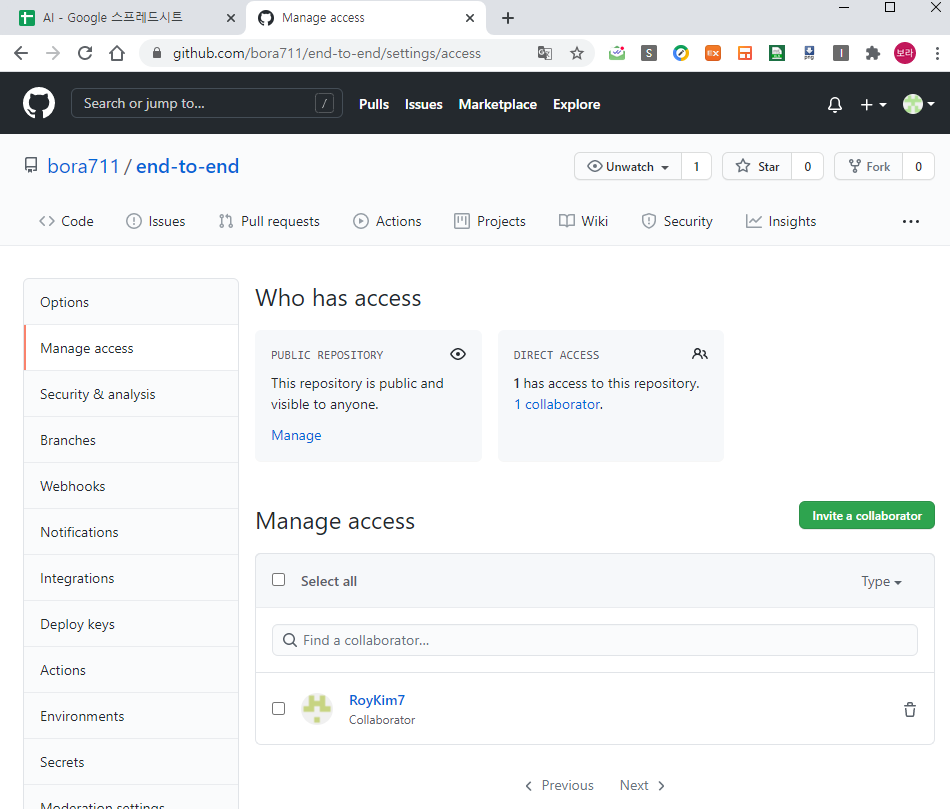 AI - Google 스프레드시트
Manage access
github.com/bora711/end-to-end/settings/access
보라
Search or jump to... /
Pulls Issues Marketplace Explore
bora711 / end-to-end
Unwatch 1 Star 0 Fork 0
Code Issues Pull requests Actions Projects Wiki Security Insights ...
Options
Manage access
Security & analysis
Branches
Webhooks
Notifications
Integrations
Deploy keys
Actions
Environments
Secrets
Moderation settings
Who has access
PUBLIC REPOSITORY
This repository is public and
visible to anyone.
Manage
DIRECT ACCESS
1 has access to this repository.
1 collaborator.
Manage access
Invite a collaborator
Select all
Type
Find a collaborator...
RoyKim7
Collaborator
Previous Next